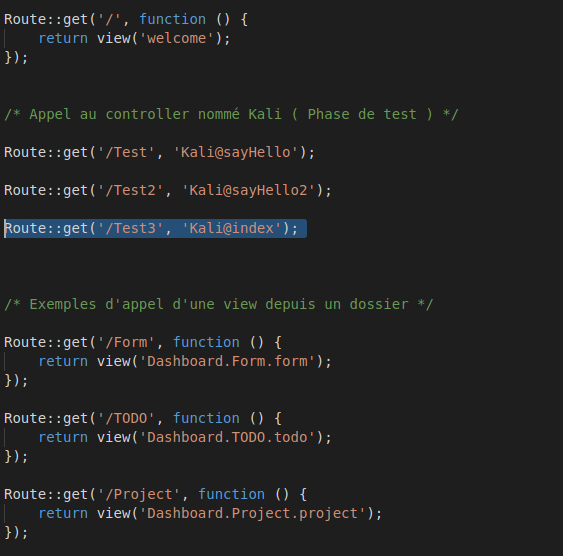 Route::get('/', function () {
    return view('welcome');
});
/* Appel au controller nommé Kali ( Phase de test ) */
Route::get('/Test', 'Kali@sayHello');
Route::get('/Test2', 'Kali@sayHello2');
Route::get('/Test3', 'Kali@index');
/* Exemples d'appel d'une view depuis un dossier */
Route::get('/Form', function () {
    return view('Dashboard.Form.form');
});
Route::get('/TODO', function () {
    return view('Dashboard.TODO.todo');
});
Route::get('/Project', function () {
    return view('Dashboard.Project.project');
});